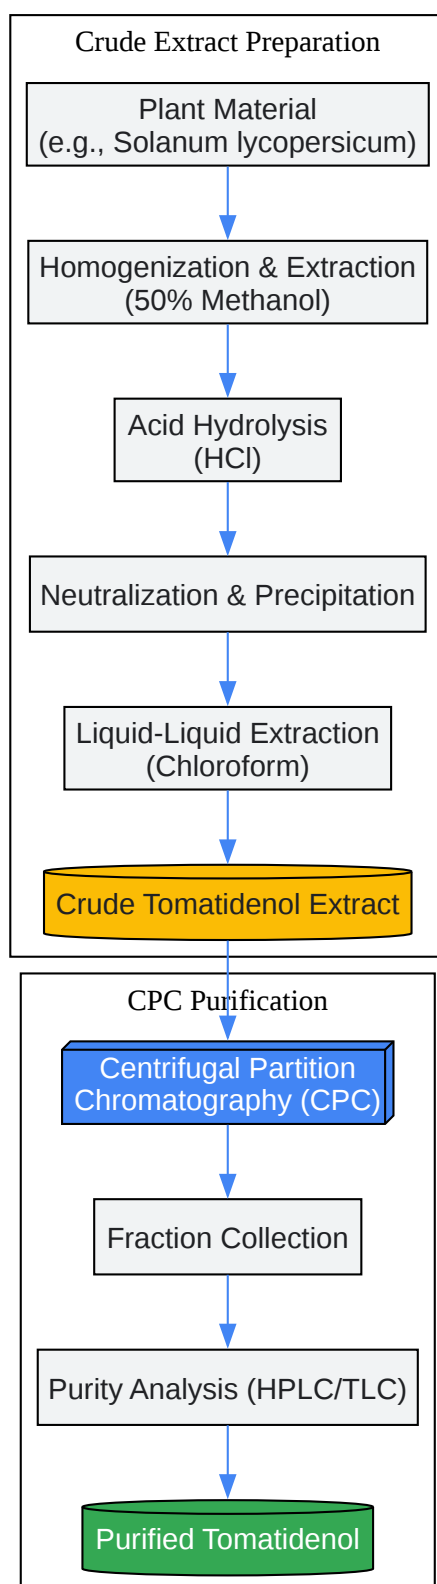 Crude Extract Preparation
Plant Material
(e.g., Solanum lycopersicum)
Homogenization & Extraction
(50% Methanol)
Acid Hydrolysis
(HCl)
Neutralization & Precipitation
Liquid-Liquid Extraction
(Chloroform)
Crude Tomatidenol Extract
CPC Purification
Centrifugal Partition
Chromatography (CPC)
Fraction Collection
Purity Analysis (HPLC/TLC)
Purified Tomatidenol